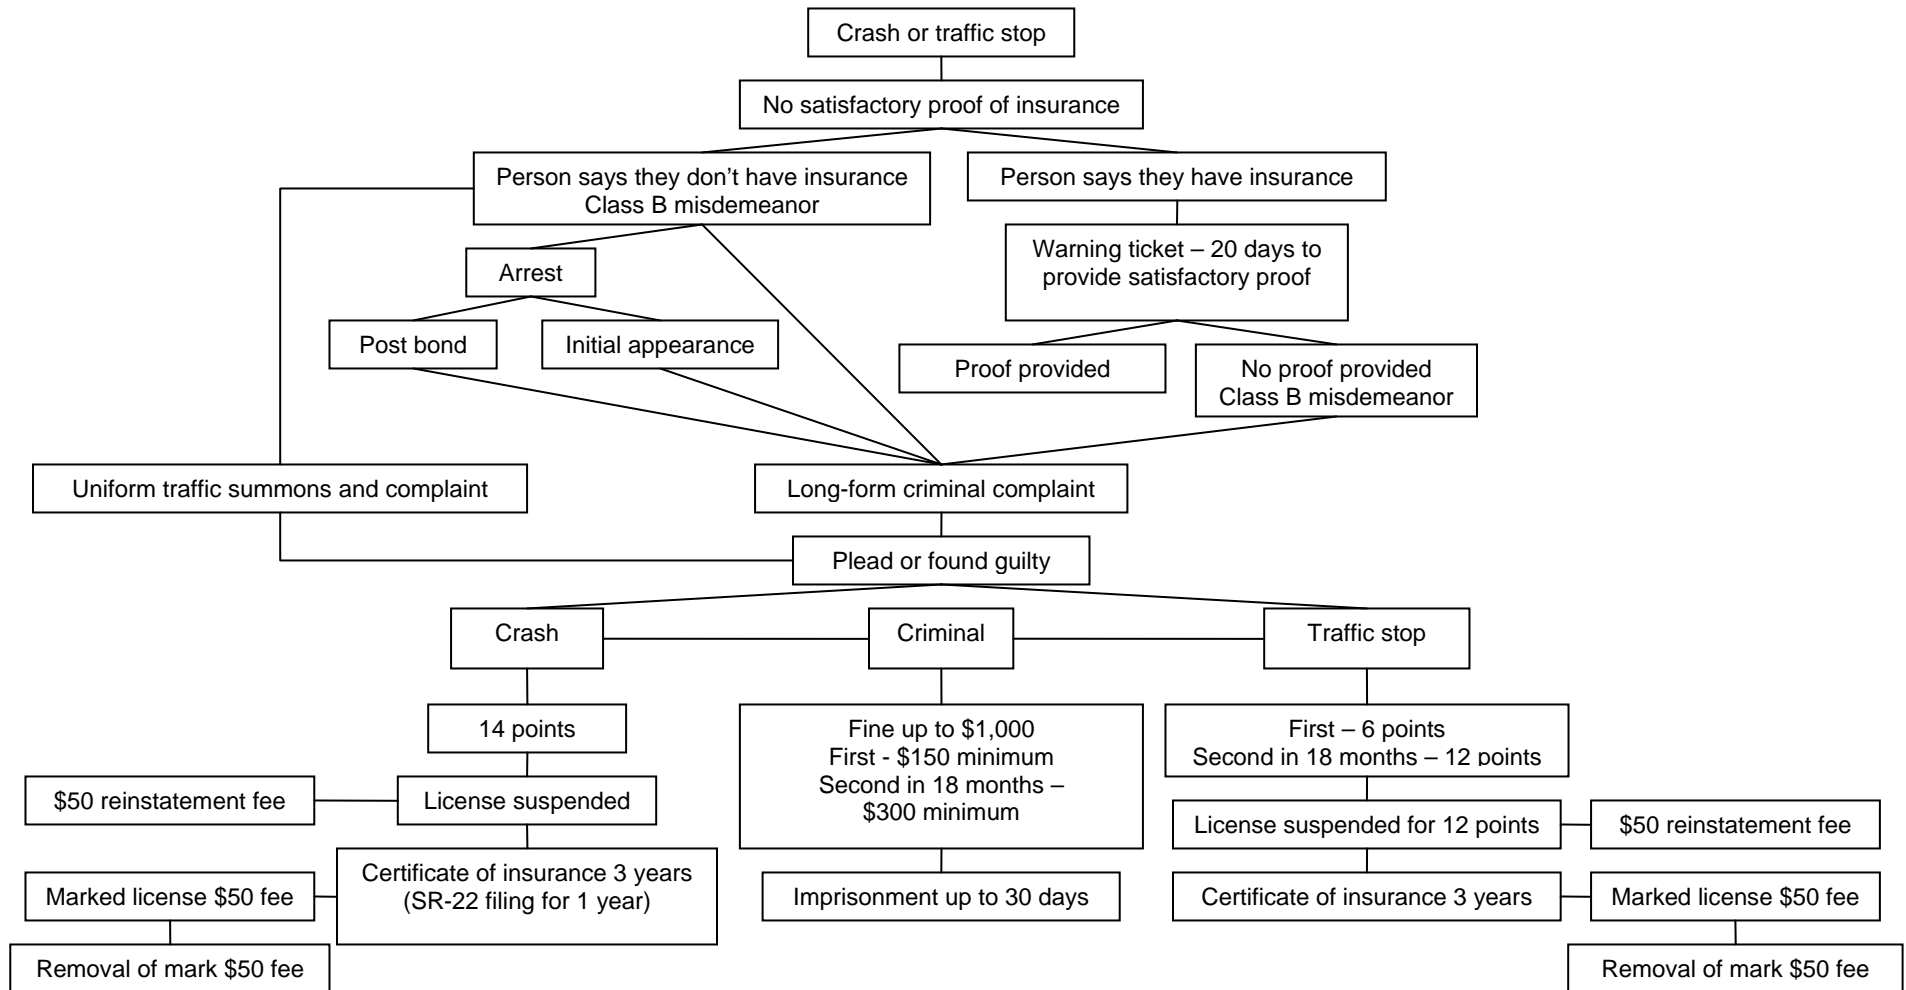 Crash or traffic stop
No satisfactory proof of insurance
Person says they don’t have insurance
Class B misdemeanor
Person says they have insurance
Arrest
Warning ticket – 20 days to
provide satisfactory proof
Post bond
Initial appearance
Proof provided
No proof provided
Class B misdemeanor
Uniform traffic summons and complaint
Long-form criminal complaint
Plead or found guilty
Crash
Criminal
Traffic stop
14 points
Fine up to $1,000
First - $150 minimum
Second in 18 months –
$300 minimum
First – 6 points
Second in 18 months – 12 points
$50 reinstatement fee
License suspended
License suspended for 12 points
$50 reinstatement fee
Marked license $50 fee
Certificate of insurance 3 years
(SR-22 filing for 1 year)
Imprisonment up to 30 days
Certificate of insurance 3 years
Marked license $50 fee
Removal of mark $50 fee
Removal of mark $50 fee